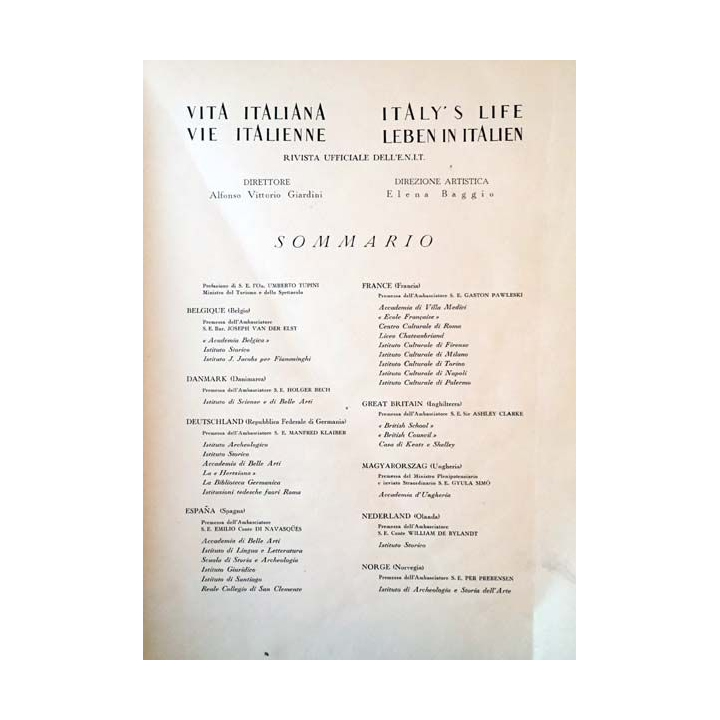 VITA ITALIANA
VIE ITALIENNE
ITALY'S LIFE
LEBEN IN ITALIEN
RIVISTA UFFICIALE DELL'E.N.I.T.
DIRETTORE
Alfonso Vittorio Giardini
DIREZIONE ARTISTICA
Elena Baggio
SOMMARIO
Prefazione di S. E. l'On. UMBERTO TUPINI
Ministro del Turismo e dello Spettacolo
BELGIQUE (Belgio)
Premessa dell'Ambasciatore
S. E. Bar. JOSEPH VAN DER ELST
« Academia Belgica »
Istituto Storico
Istituto J. Jacobs per Fiamminghi
DANMARK (Danimarca)
Premessa dell'Ambasciatore S. E. HOLGER BECH
Istituto di Scienze e di Belle Arti
DEUTSCHLAND (Repubblica Federale di Germania)
Premessa dell'Ambasciatore S. E. MANFRED KLAIBER
Istituto Archeologico
Istituto Storico
Accademia di Belle Arti
La « Hertziana »
La Biblioteca Germanica
Istituzioni tedesche fuori Roma
ESPAÑA (Spagna)
Premessa dell'Ambasciatore
S. E. EMILIO Conte DI NAVASQÜES
Accademia di Belle Arti
Istituto di Lingua e Letteratura
Scuola di Storia e Archeologia
Istituto Giuridico
Istituto di Santiago
Reale Collegio di San Clemente
FRANCE (Francia)
Premessa dell'Ambasciatore S. E. GASTON PAWLESKI
Accademia di Villa Medici
« Ecole Française »
Centro Culturale di Roma
Liceo Chateaubriand
Istituto Culturale di Firenze
Istituto Culturale di Milano
Istituto Culturale di Torino
Istituto Culturale di Napoli
Istituto Culturale di Palermo
GREAT BRITAIN (Inghilterra)
Premessa dell'Ambasciatore S. E. Sir ASHLEY CLARKE
« British School »
« British Council »
Casa di Keats e Shelley
MAGYARORSZAG (Ungheria)
Premessa del Ministro Plenipotenziario
e inviato Straordinario S. E. GYULA SIMÓ
Accademia d'Ungheria
NEDERLAND (Olanda)
Premessa dell'Ambasciatore
S. E. Conte WILLIAM DE BYLANDT
Istituto Storico
NORGE (Norvegia)
Premessa dell'Ambasciatore S. E. PER PREBENSEN
Istituto di Archeologia e Storia dell'Arte